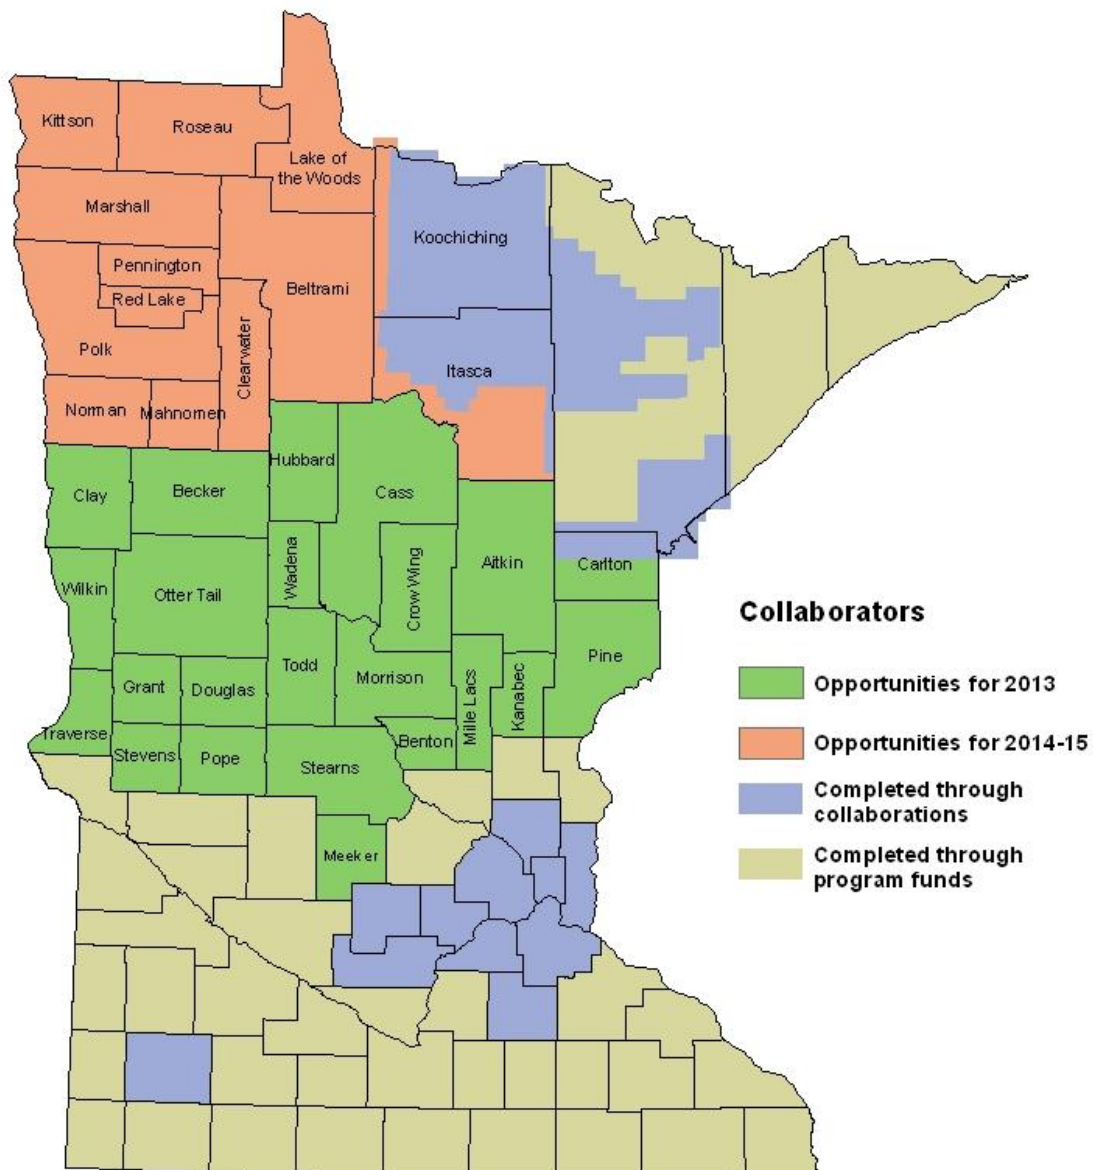 Kittson
Roseau
Lake of
the Woods
Marshall
Koochiching
Pennington
Beltrami
Red Lake
Clearwater
Polk
Itasca
Norman
Mahnomen
Hubbard
Clay
Becker
Cass
Wadena
Crow Wing
Aitkin
Carlton
Wilkin
Otter Tail
Collaborators
Todd
Morrison
Mille Lacs
Kanabec
Pine
Grant
Douglas
Opportunities for 2013
Traverse
Stevens
Pope
Stearns
Benton
Opportunities for 2014-15
Completed through
collaborations
Meeker
Completed through
program funds